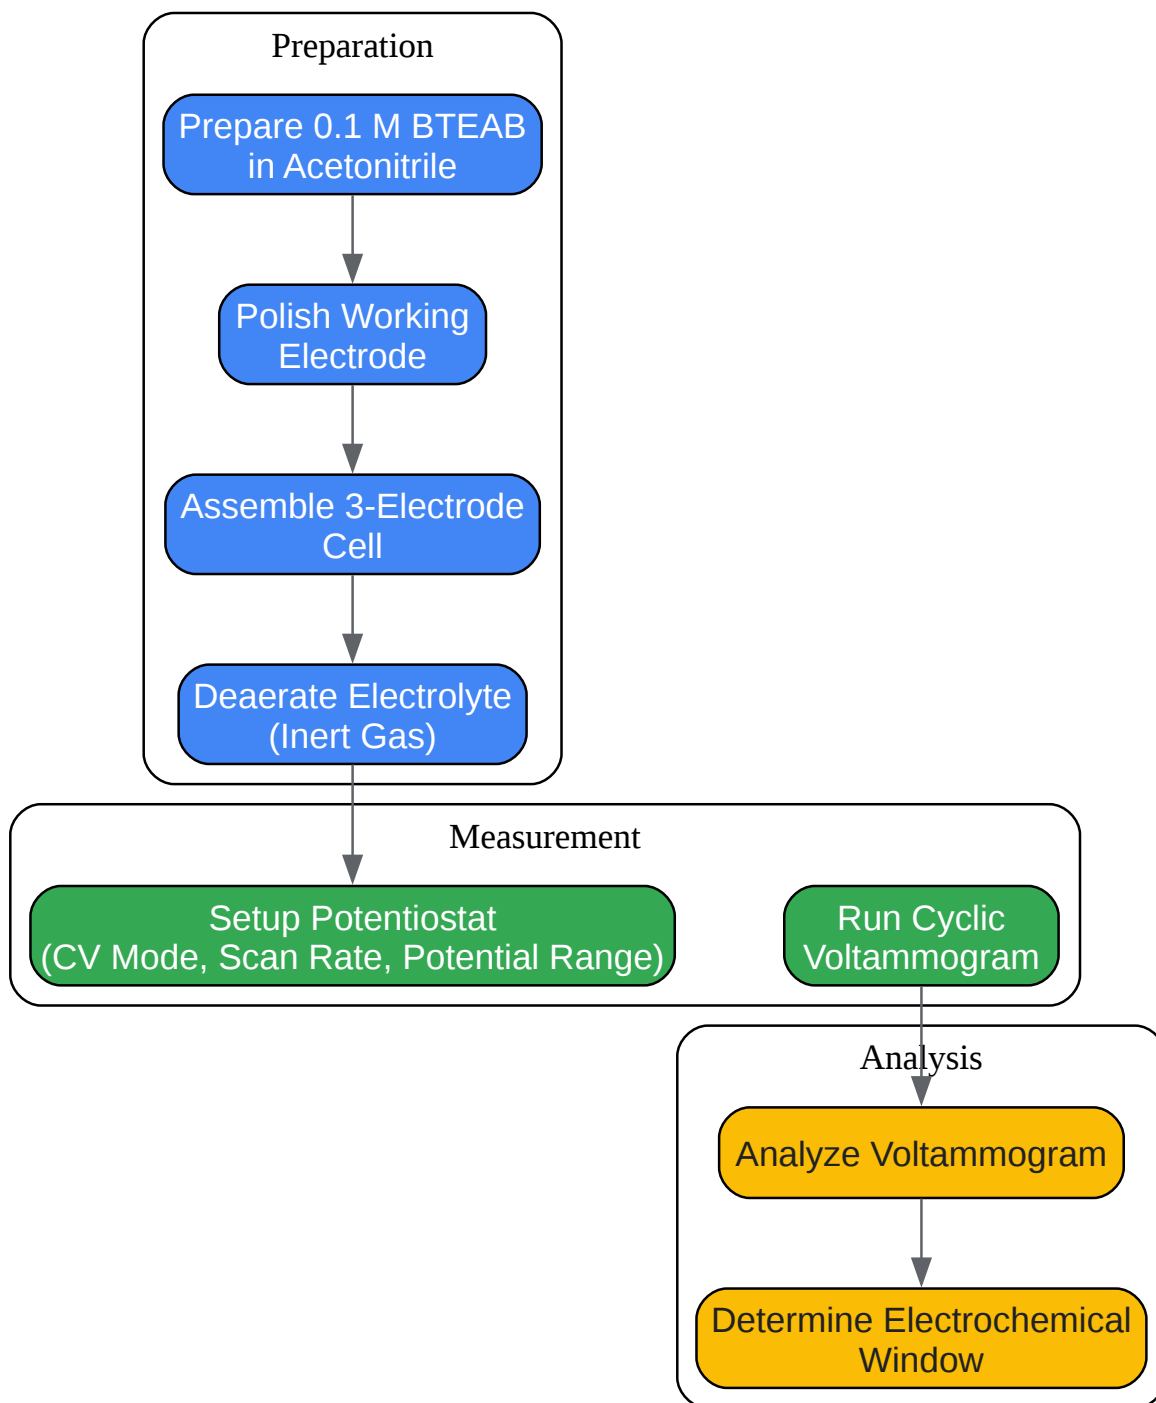 Preparation
Prepare 0.1 M BTEAB
in Acetonitrile
Polish Working
Electrode
Assemble 3-Electrode
Cell
Deaerate Electrolyte
(Inert Gas)
Measurement
Setup Potentiostat
(CV Mode, Scan Rate, Potential Range)
Run Cyclic
Voltammogram
Analysis
Analyze Voltammogram
Determine Electrochemical
Window